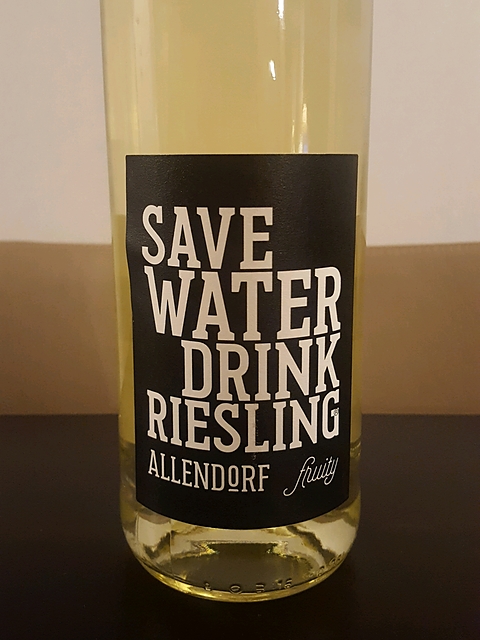 SAVE
WATER
DRINK
RIESLING
ALLENDORF fruity